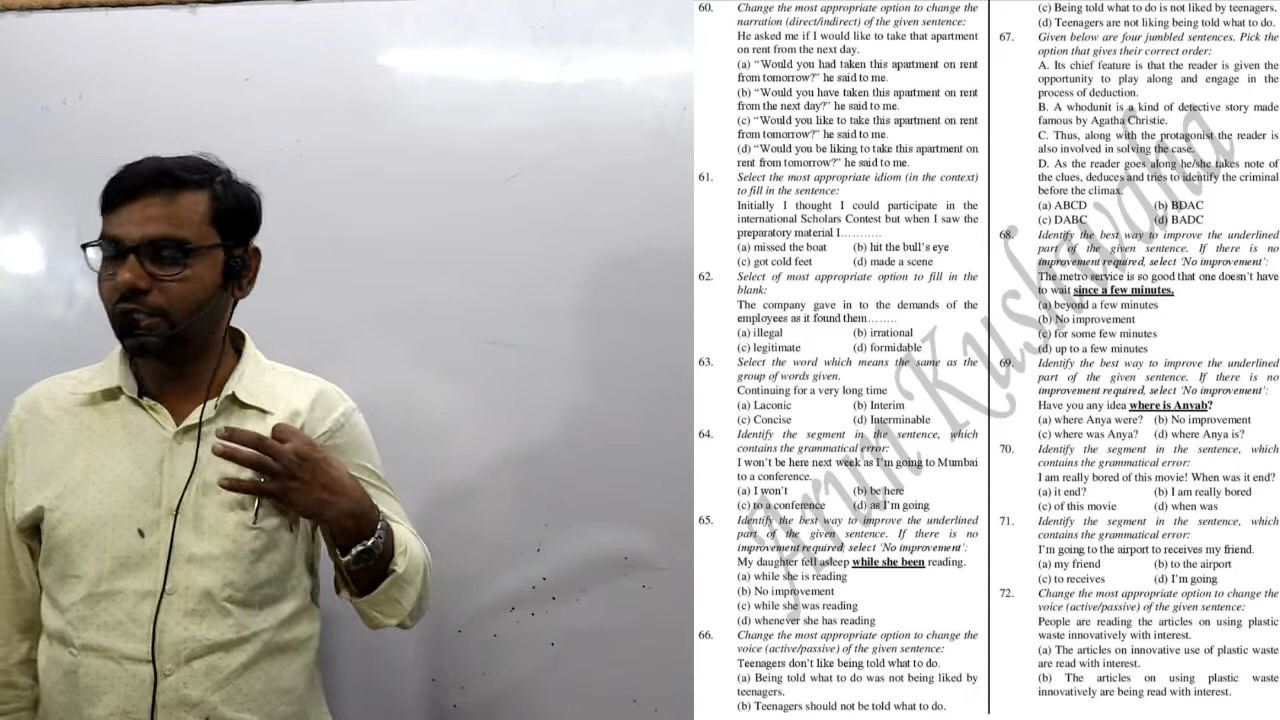 60. Change the most appropriate option to change the
narration (direct/indirect) of the given sentence:
He asked me if I would like to take that apartment
on rent from the next day.
(a) “Would you had taken this apartment on rent
from tomorrow?” he said to me.
(b) “Would you have taken this apartment on rent
from the next day?” he said to me.
(c) “Would you like to take this apartment on rent
from tomorrow?” he said to me.
(d) “Would you be liking to take this apartment on
rent from tomorrow?” he said to me.
61. Select the most appropriate idiom (in the context)
to fill in the sentence:
Initially I thought I could participate in the
international Scholars Contest but when I saw the
preparatory material I...........
(a) missed the boat (b) hit the bull’s eye
(c) got cold feet (d) made a scene
62. Select of most appropriate option to fill in the
blank:
The company gave in to the demands of the
employees as it found them........
(a) illegal (b) irrational
(c) legitimate (d) formidable
63. Select the word which means the same as the
group of words given.
Continuing for a very long time
(a) Laconic (b) Interim
(c) Concise (d) Interminable
64. Identify the segment in the sentence, which
contains the grammatical error:
I won’t be here next week as I’m going to Mumbai
to a conference.
(a) I won’t (b) be here
(c) to a conference (d) as I’m going
65. Identify the best way to improve the underlined
part of the given sentence. If there is no
improvement required, select ‘No improvement’:
My daughter fell asleep while she been reading.
(a) while she is reading
(b) No improvement
(c) while she was reading
(d) whenever she has reading
66. Change the most appropriate option to change the
voice (active/passive) of the given sentence:
Teenagers don’t like being told what to do.
(a) Being told what to do was not being liked by
teenagers.
(b) Teenagers should not be told what to do.
(c) Being told what to do is not liked by teenagers.
(d) Teenagers are not liking being told what to do.
67. Given below are four jumbled sentences. Pick the
option that gives their correct order:
A. Its chief feature is that the reader is given the
opportunity to play along and engage in the
process of deduction.
B. A whodunit is a kind of detective story made
famous by Agatha Christie.
C. Thus, along with the protagonist the reader is
also involved in solving the case.
D. As the reader goes along he/she takes note of
the clues, deduces and tries to identify the criminal
before the climax.
(a) ABCD (b) BDAC
(c) DABC (d) BADC
68. Identify the best way to improve the underlined
part of the given sentence. If there is no
improvement required, select ‘No improvement’:
The metro service is so good that one doesn’t have
to wait since a few minutes.
(a) beyond a few minutes
(b) No improvement
(c) for some few minutes
(d) up to a few minutes
69. Identify the best way to improve the underlined
part of the given sentence. If there is no
improvement required, select ‘No improvement’:
Have you any idea where is Anyab?
(a) where Anya were? (b) No improvement
(c) where was Anya? (d) where Anya is?
70. Identify the segment in the sentence, which
contains the grammatical error:
I am really bored of this movie! When was it end?
(a) it end? (b) I am really bored
(c) of this movie (d) when was
71. Identify the segment in the sentence, which
contains the grammatical error:
I’m going to the airport to receives my friend.
(a) my friend (b) to the airport
(c) to receives (d) I’m going
72. Change the most appropriate option to change the
voice (active/passive) of the given sentence:
People are reading the articles on using plastic
waste innovatively with interest.
(a) The articles on innovative use of plastic waste
are read with interest.
(b) The articles on using plastic waste
innovatively are being read with interest.
Arun Kushwaha